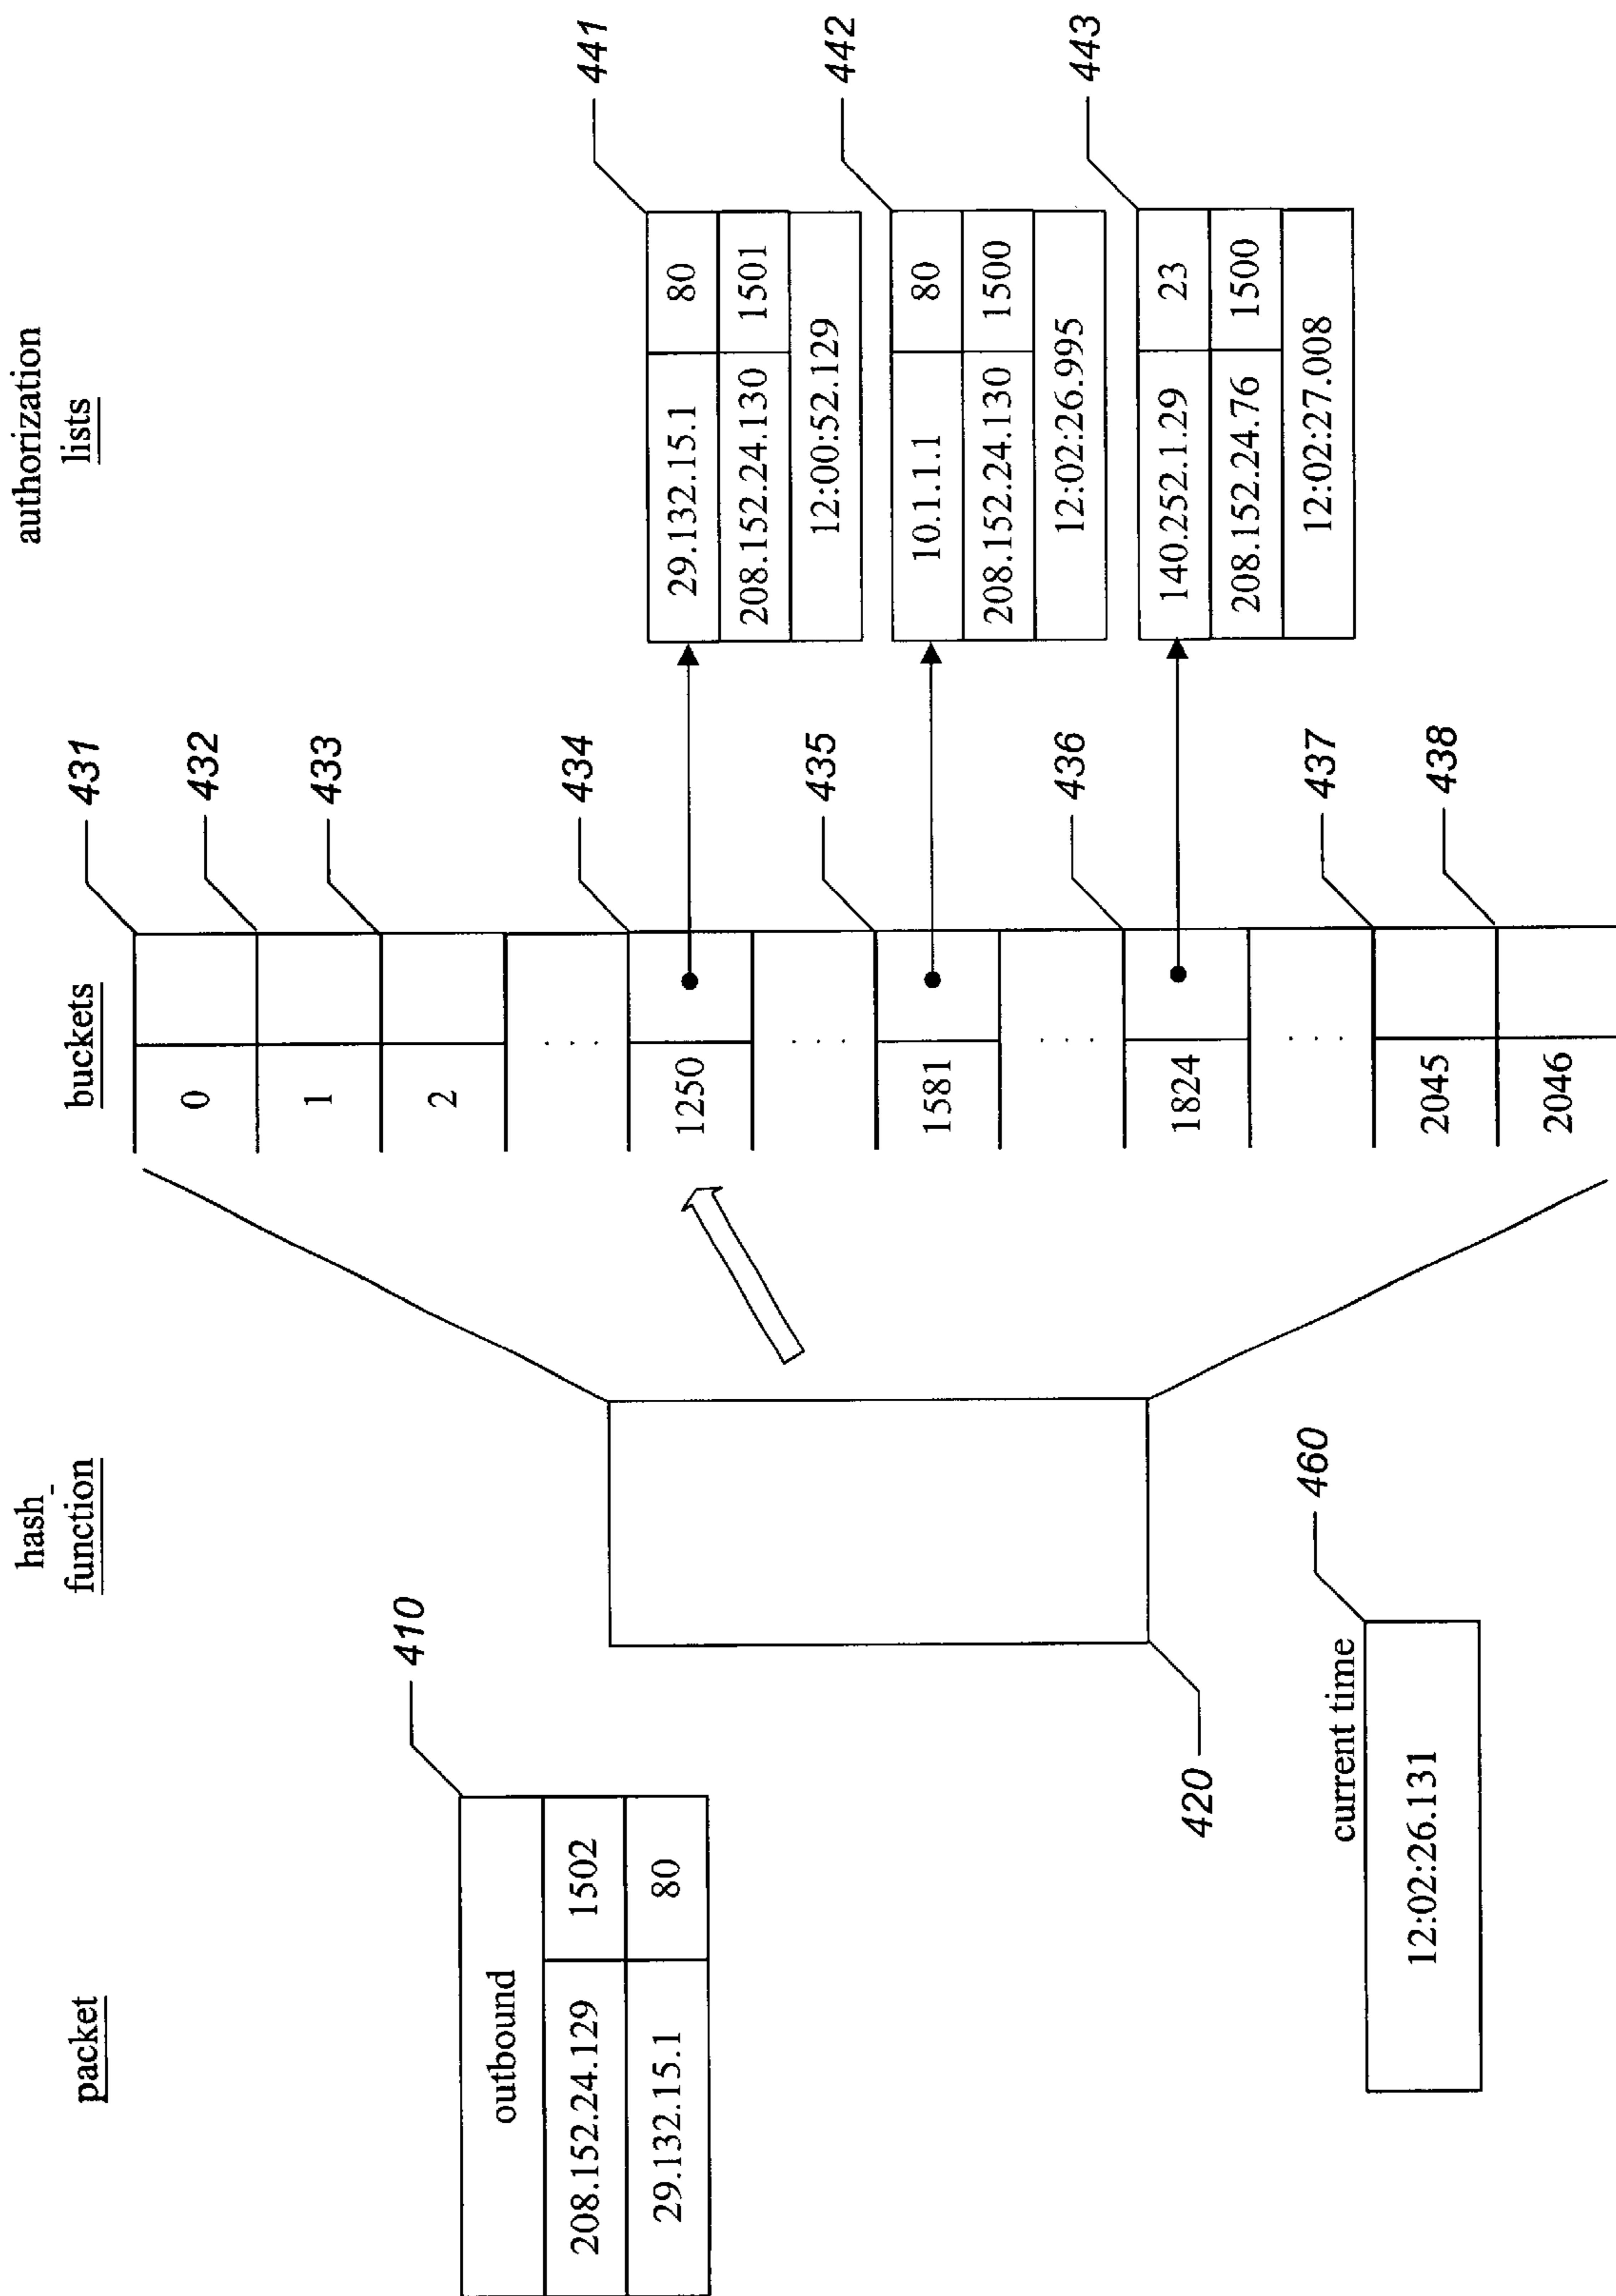 packet
hash
function
buckets
authorization
lists
410
outbound
208.152.24.129 1502
29.132.15.1 80
420
current time
460
12:02:26.131
0
431
1
432
2
433
. . .
1250
434
. . .
1581
435
. . .
1824
436
. . .
2045
437
2046
438
441
29.132.15.1 80
208.152.24.130 1501
12:00:52.129
442
10.1.1.1 80
208.152.24.130 1500
12:02:26.995
443
140.252.1.29 23
208.152.24.76 1500
12:02:27.008